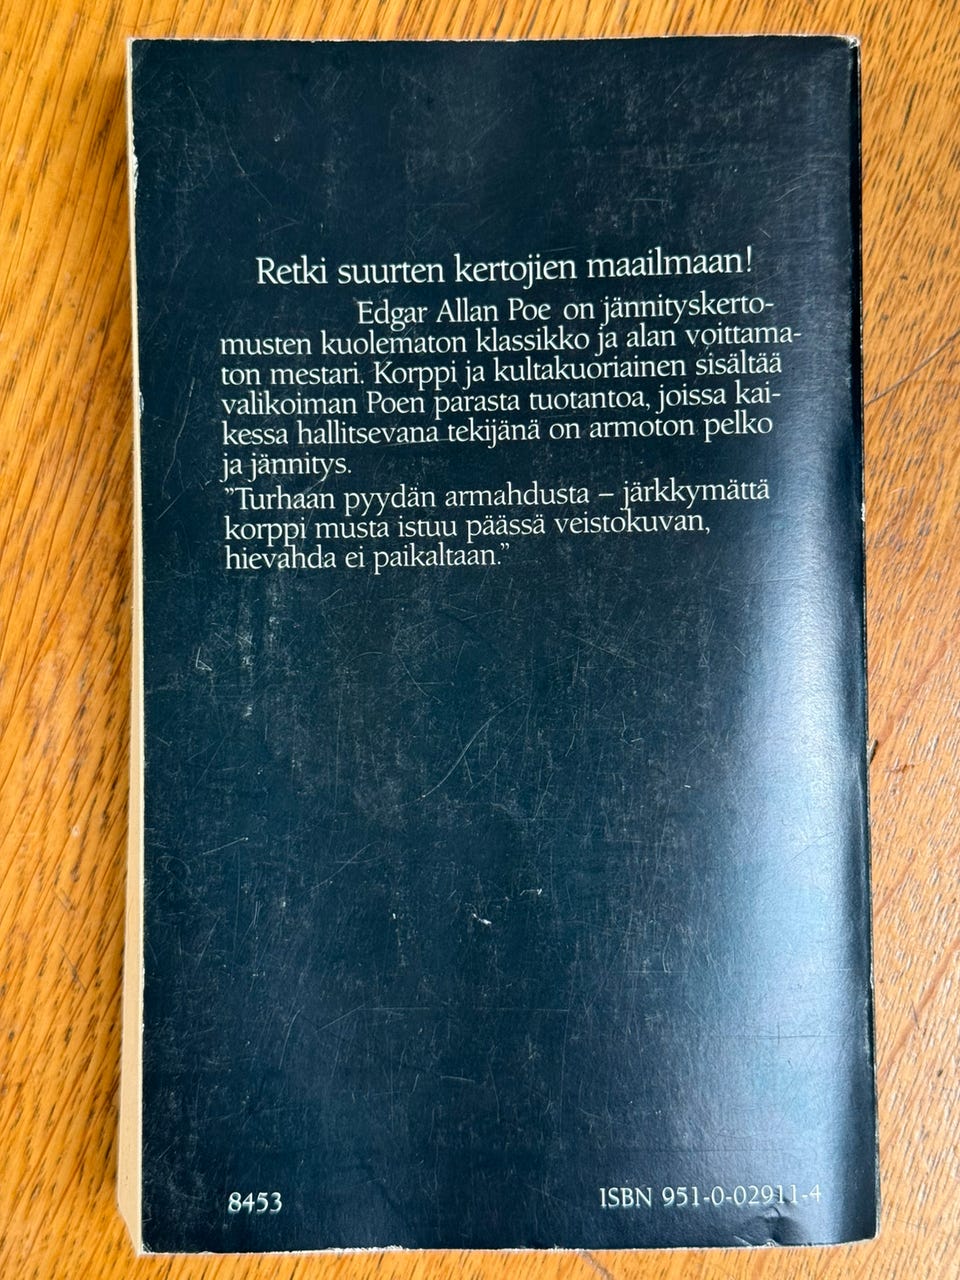 Retki suurten kertojien maailmaan!
Edgar Allan Poe on jännityskerto-
musten kuolematon klassikko ja alan voittama-
ton mestari. Korppi ja kultakuoriainen sisältää
valikoiman Poen parasta tuotantoa, joissa kai-
kessa hallitsevana tekijänä on armoton pelko
ja jännitys.
”Turhaan pyydän armahdusta – järkkymättä
korppi musta istuu päässä veistokuvan,
hievahda ei paikaltaan.”
8453
ISBN 951-0-02911-4